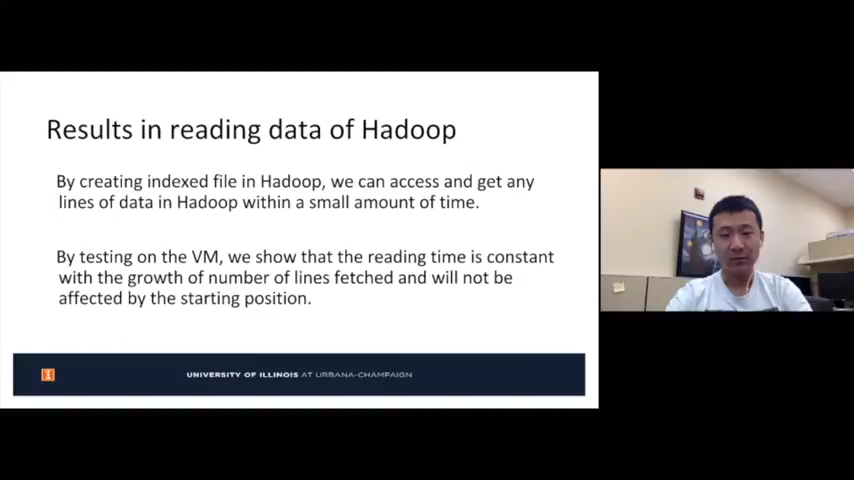 Results in reading data of Hadoop
By creating indexed file in Hadoop, we can access and get any
lines of data in Hadoop within a small amount of time.
By testing on the VM, we show that the reading time is constant
with the growth of number of lines fetched and will not be
affected by the starting position.
I
UNIVERSITY OF ILLINOIS AT URBANA-CHAMPAIGN